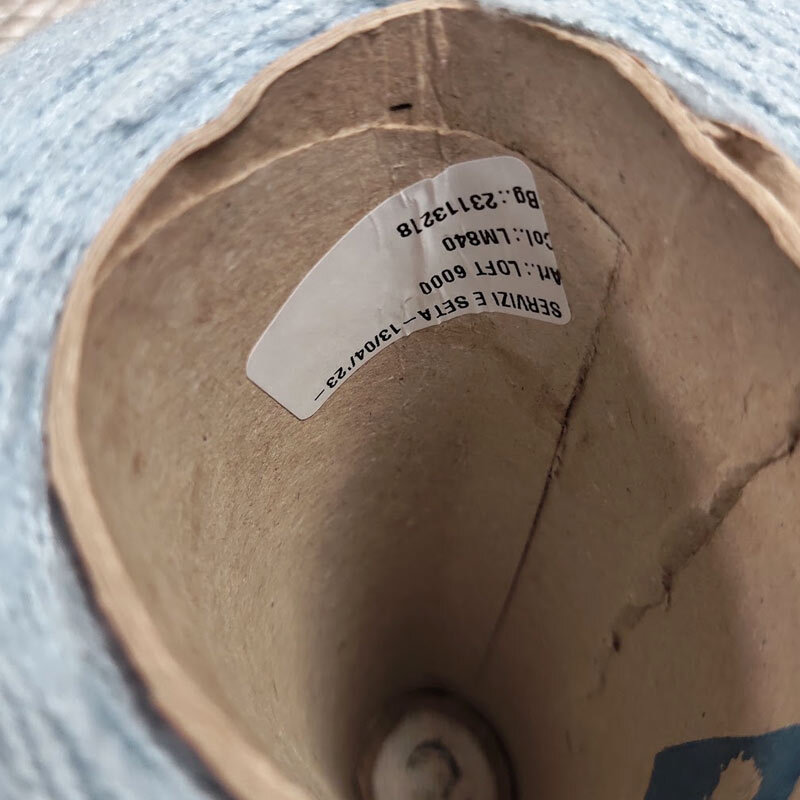 SERVIZI E SETA – 13/04/'23 –
Art.: LOFT 6000
Col.: LM840
Bg.: 23113218